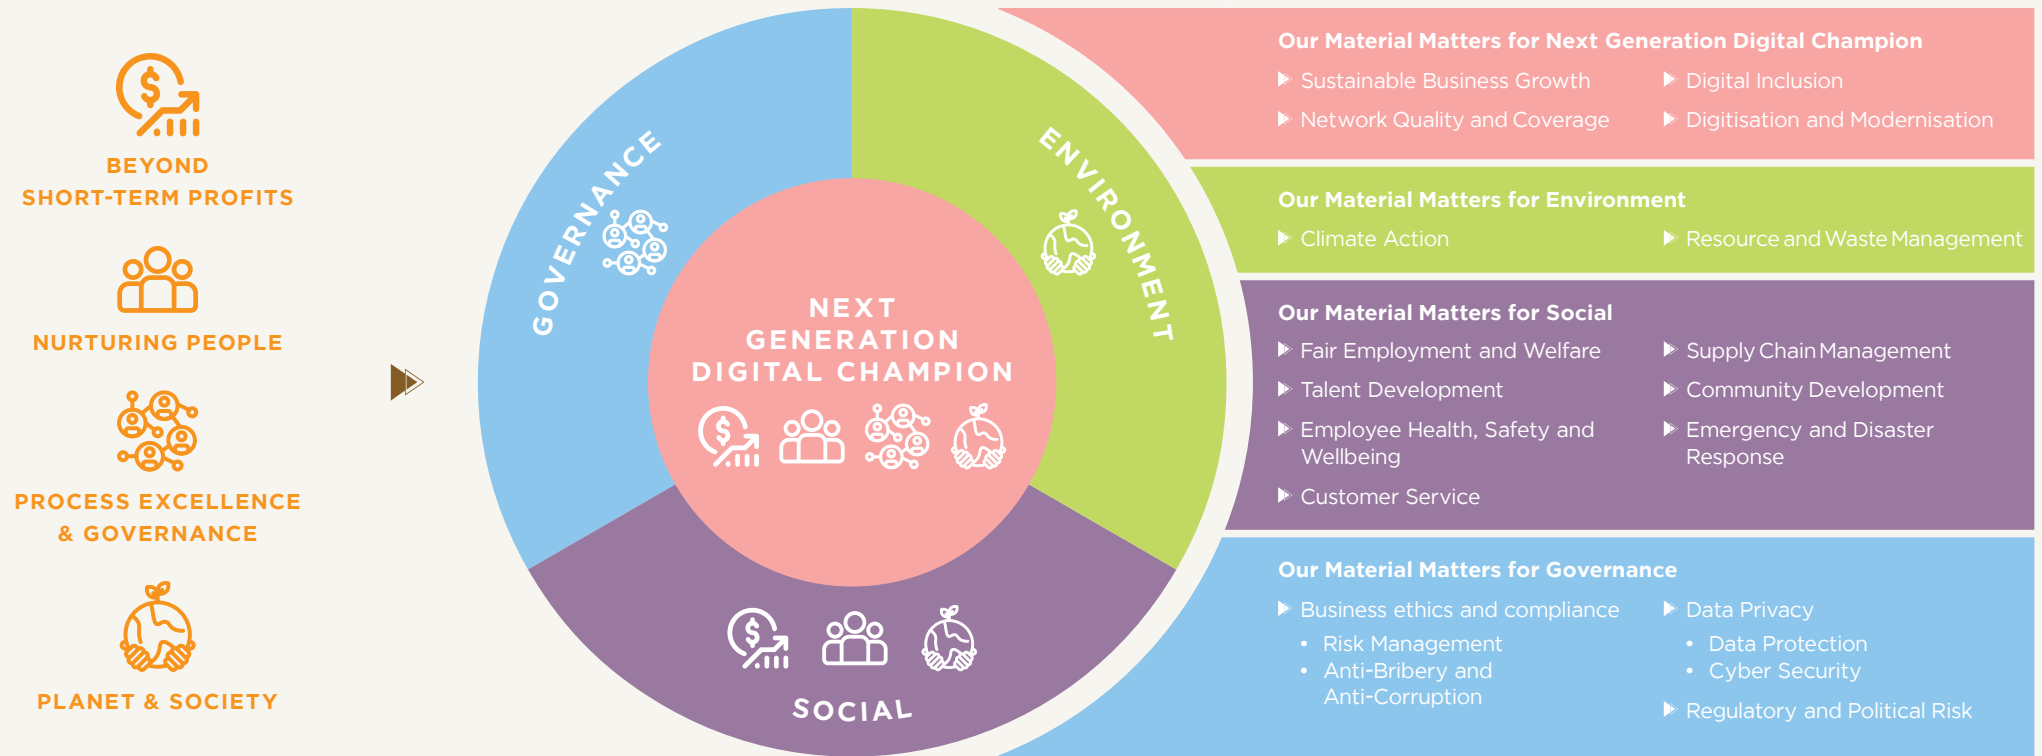 BEYOND
SHORT-TERM PROFITS
NURTURING PEOPLE
PROCESS EXCELLENCE
& GOVERNANCE
PLANET & SOCIETY
GOVERNANCE
ENVIRONMENT
NEXT
GENERATION
DIGITAL CHAMPION
SOCIAL
Our Material Matters for Next Generation Digital Champion
Sustainable Business Growth
Network Quality and Coverage
Digital Inclusion
Digitisation and Modernisation
Our Material Matters for Environment
Climate Action
Resource and Waste Management
Our Material Matters for Social
Fair Employment and Welfare
Talent Development
Employee Health, Safety and
Wellbeing
Customer Service
Supply Chain Management
Community Development
Emergency and Disaster
Response
Our Material Matters for Governance
Business ethics and compliance
• Risk Management
• Anti-Bribery and
Anti-Corruption
Data Privacy
• Data Protection
• Cyber Security
Regulatory and Political Risk